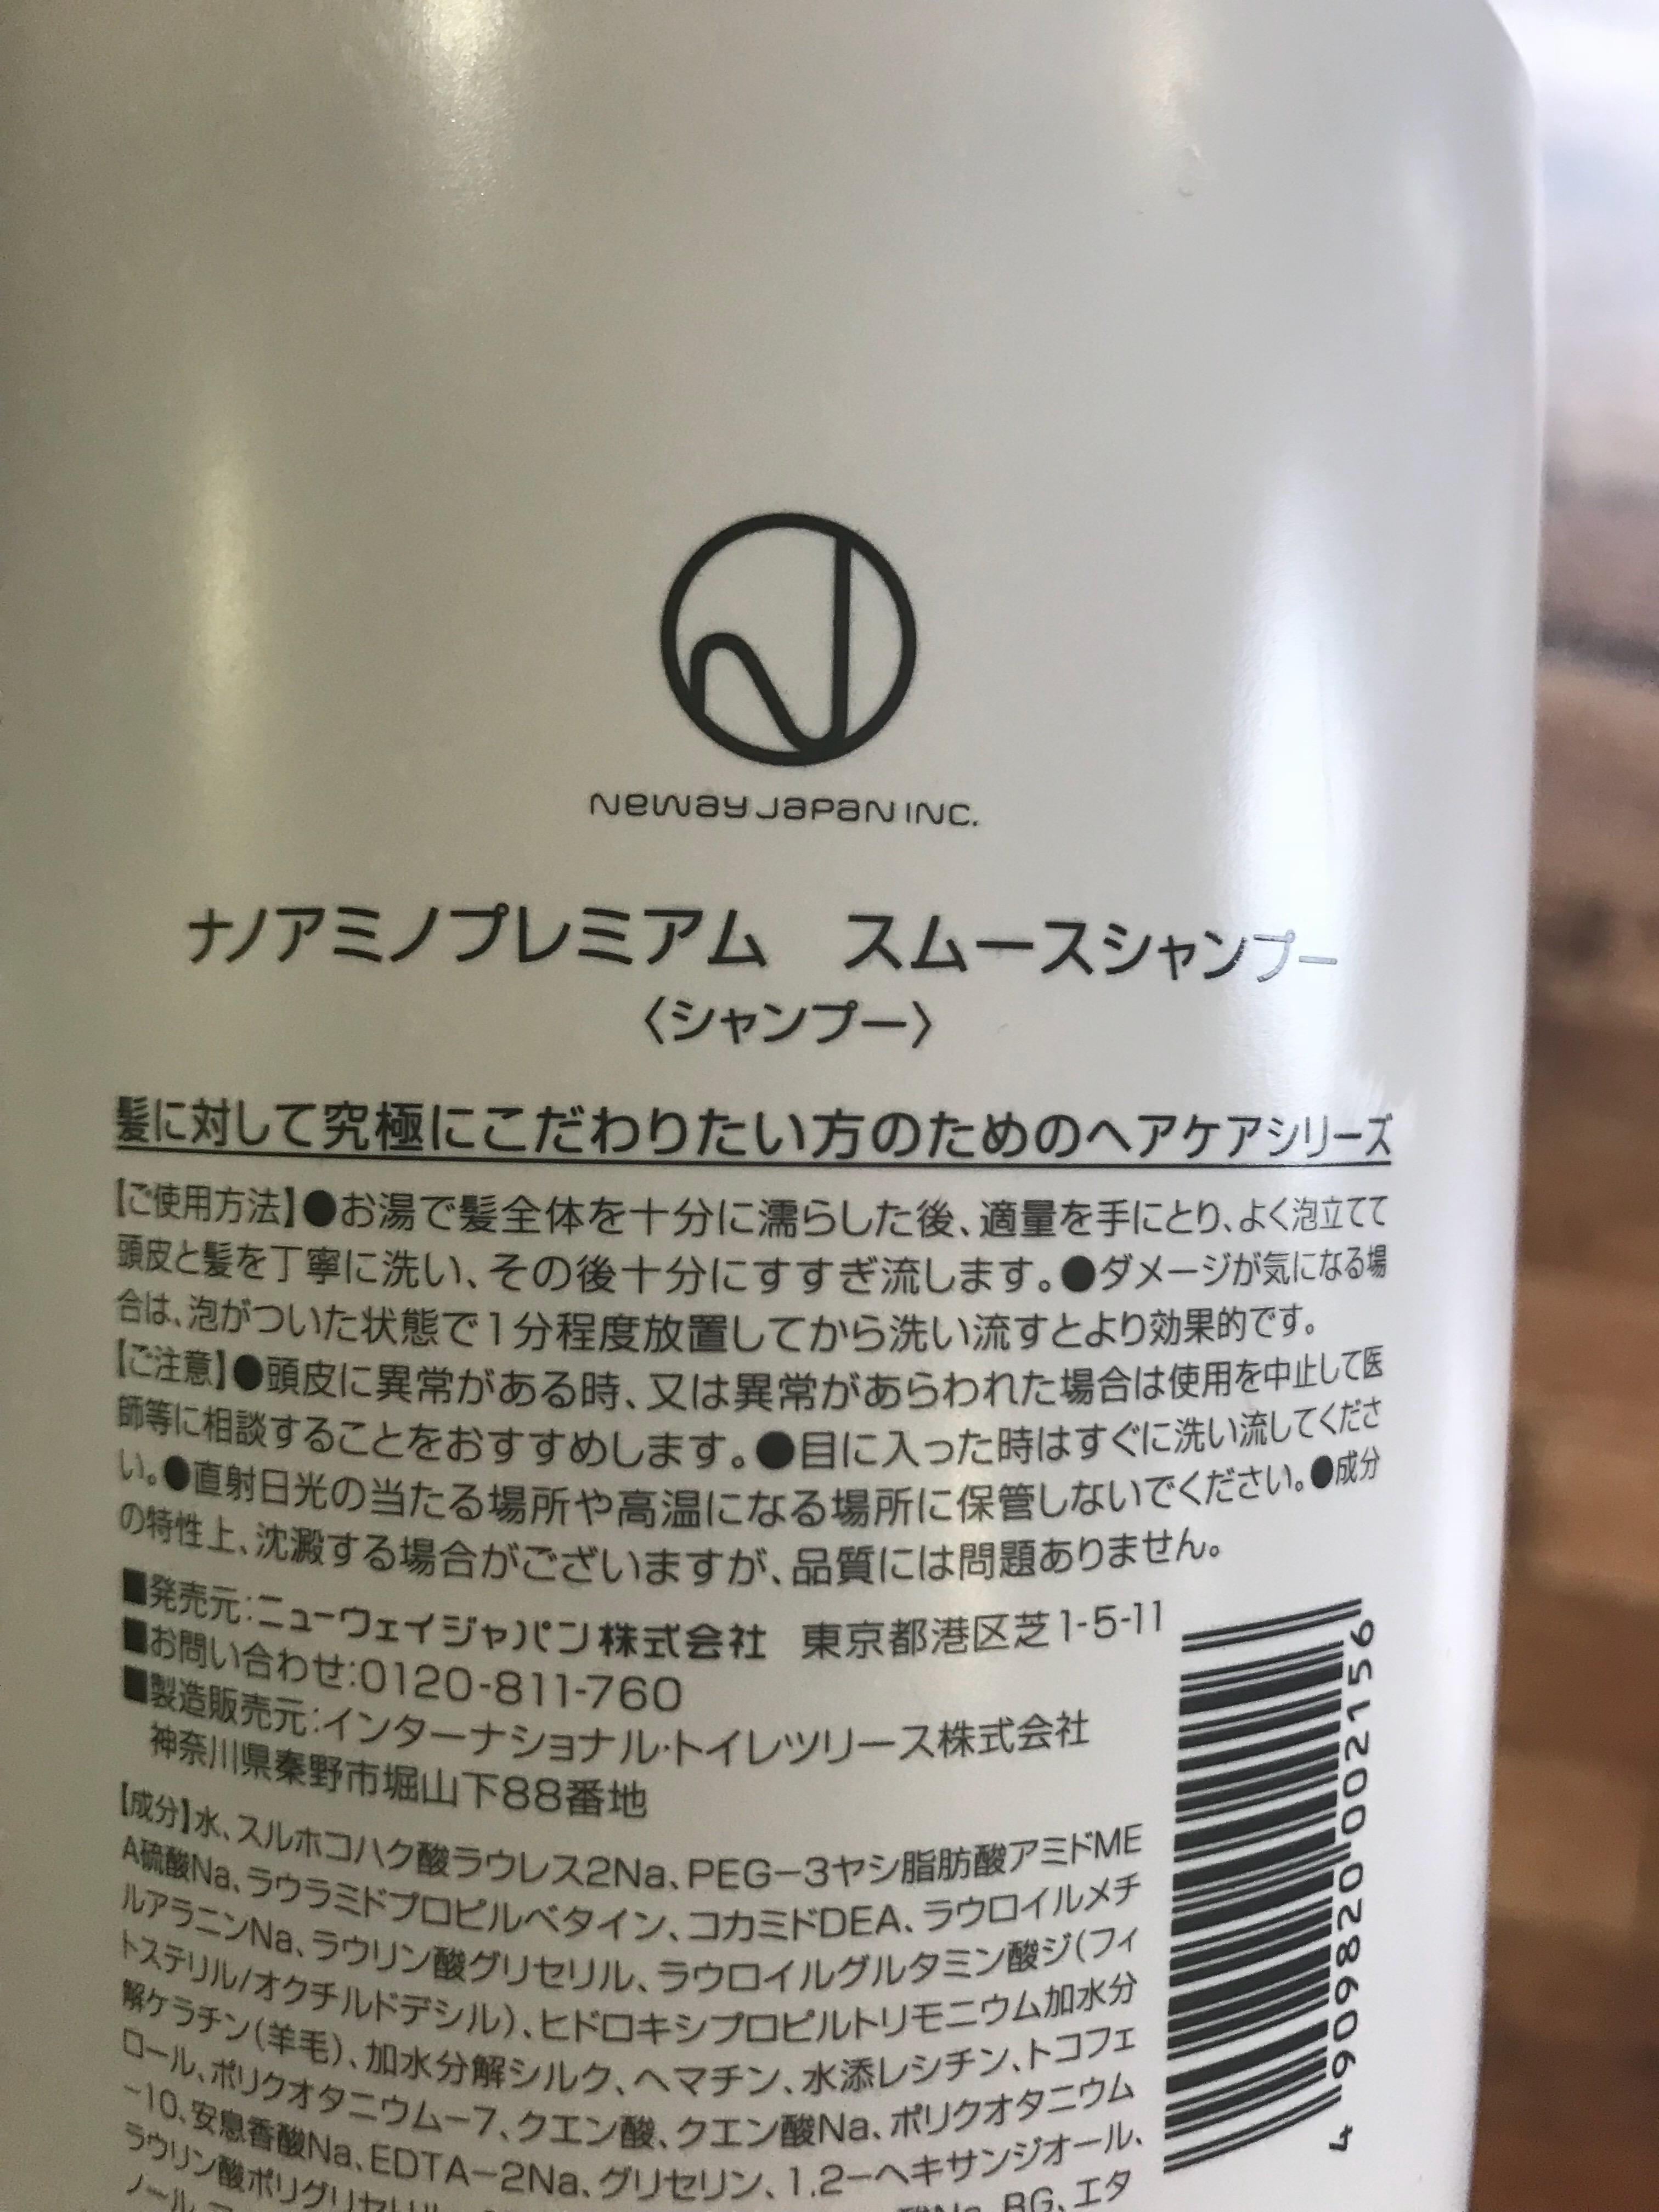 Neway Japan Inc.
ナノアミノプレミアム　スムースシャンプー
〈シャンプー〉
髪に対して究極にこだわりたい方のためのヘアケアシリーズ
【ご使用方法】●お湯で髪全体を十分に濡らした後、適量を手にとり、よく泡立てて
頭皮と髪を丁寧に洗い、その後十分にすすぎ流します。●ダメージが気になる場
合は、泡がついた状態で1分程度放置してから洗い流すとより効果的です。
【ご注意】●頭皮に異常がある時、又は異常があらわれた場合は使用を中止して医
師等に相談することをおすすめします。●目に入った時はすぐに洗い流してくださ
い。●直射日光の当たる場所や高温になる場所に保管しないでください。●成分
の特性上、沈澱する場合がございますが、品質には問題ありません。
■発売元:ニューウェイジャパン株式会社　東京都港区芝1-5-11
■お問い合わせ:0120-811-760
■製造販売元:インターナショナル・トイレツリース株式会社
神奈川県秦野市堀山下88番地
【成分】水、スルホコハク酸ラウレス2Na、PEG−3ヤシ脂肪酸アミドME
A硫酸Na、ラウラミドプロピルベタイン、コカミドDEA、ラウロイルメチ
ルアラニンNa、ラウリン酸グリセリル、ラウロイルグルタミン酸ジ(フィ
トステリル/オクチルドデシル)、ヒドロキシプロピルトリモニウム加水分
解ケラチン(羊毛)、加水分解シルク、ヘマチン、水添レシチン、トコフェ
ロール、ポリクオタニウム−7、クエン酸、クエン酸Na、ポリクオタニウム
−10、安息香酸Na、EDTA−2Na、グリセリン、1,2−ヘキサンジオール、
ラウリン酸ポリグリセリル 酸Na、BG、エタ
ノール
4 909820 002156